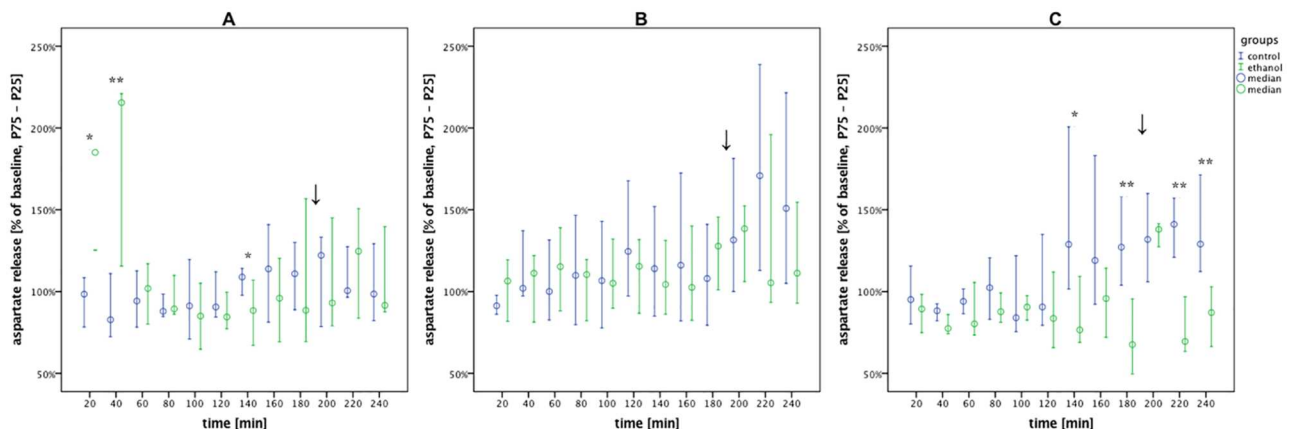 A
aspartate release [% of baseline, P75 - P25]
250%
200%
150%
100%
50%
* ** *
20 40 60 80 100 120 140 160 180 200 220 240
time [min]
B
aspartate release [% of baseline, P75 - P25]
250%
200%
150%
100%
50%
20 40 60 80 100 120 140 160 180 200 220 240
time [min]
C
aspartate release [% of baseline, P75 - P25]
250%
200%
150%
100%
50%
* ** ** **
20 40 60 80 100 120 140 160 180 200 220 240
time [min]
groups
control
ethanol
median
median